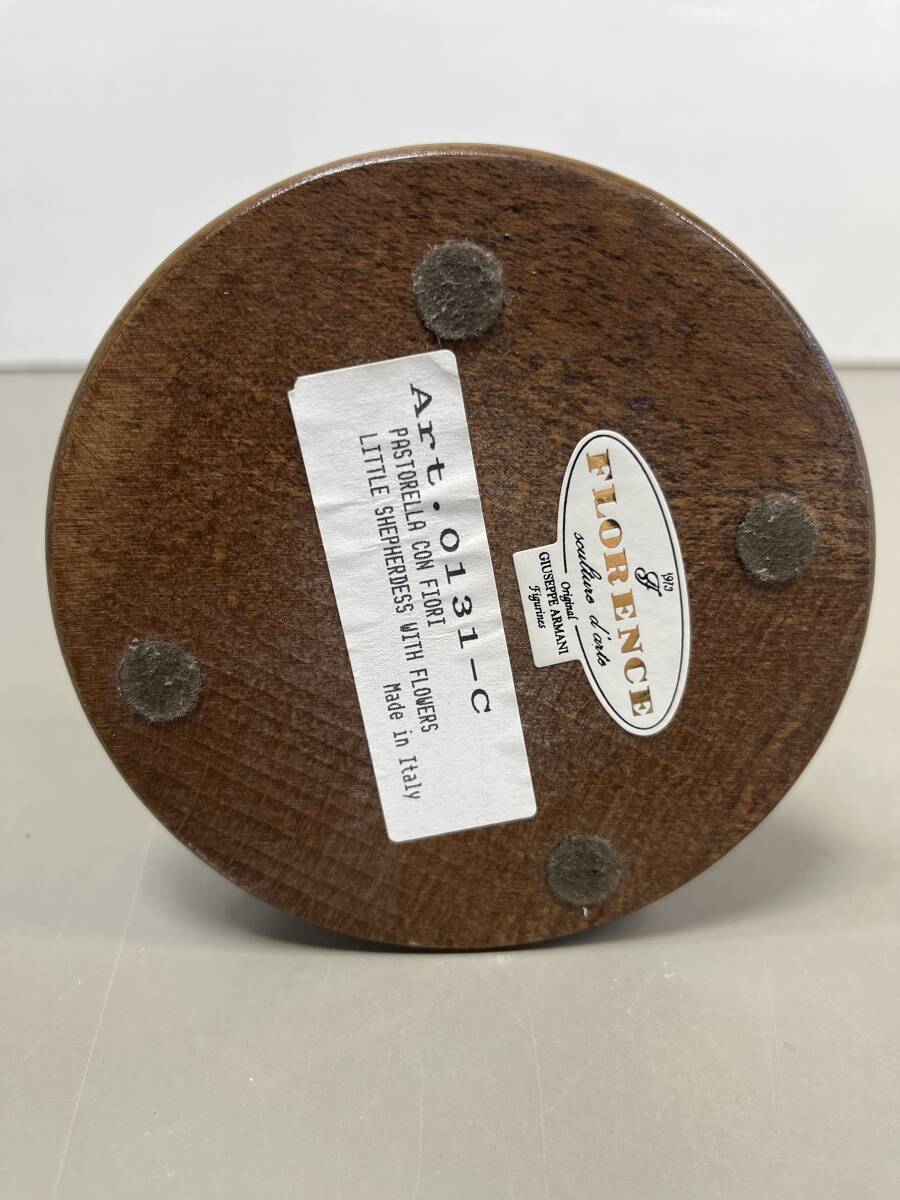 Art.0131-C
PASTORELLA CON FIORI
LITTLE SHEPHERDESS WITH FLOWERS
Made in Italy
1973
FLORENCE
sculture d'arte
Original
GIUSEPPE ARMANI
Figurines